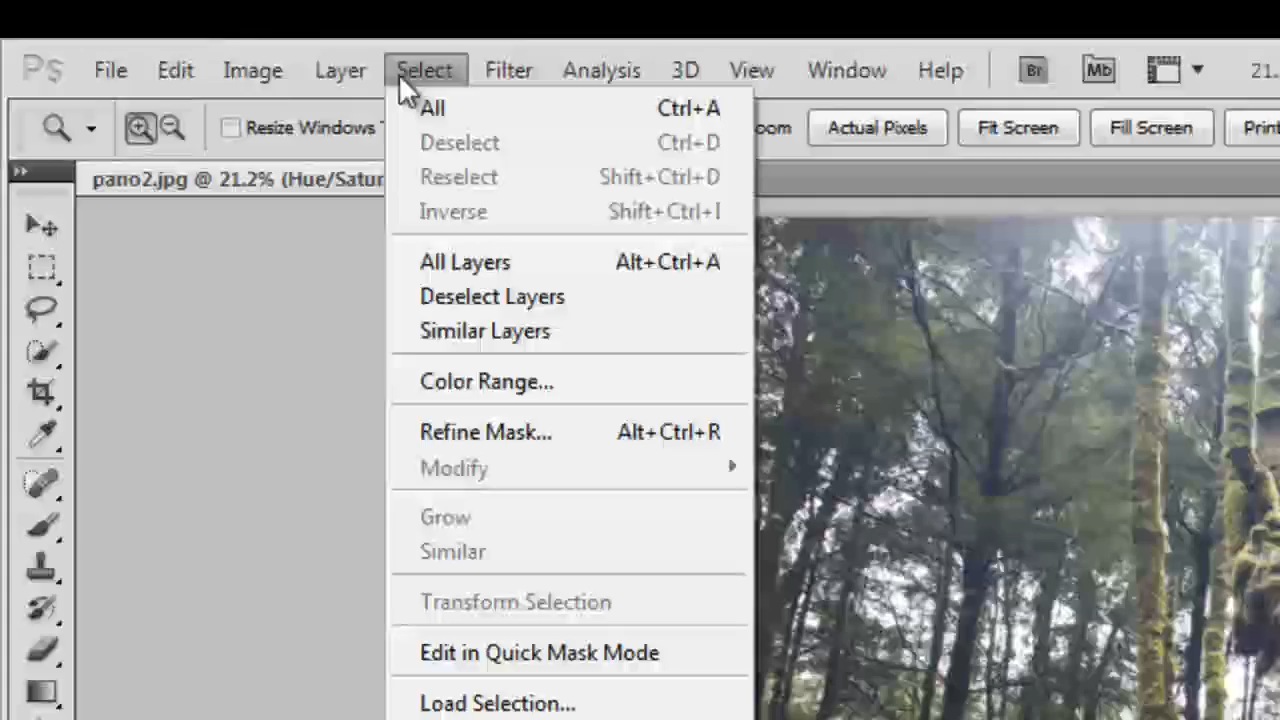 Ps File Edit Image Layer Select Filter Analysis 3D View Window Help Br Mb 21.
Resize Windows oom Actual Pixels Fit Screen Fill Screen Print
pano2.jpg @ 21.2% (Hue/Satur
All Ctrl+A
Deselect Ctrl+D
Reselect Shift+Ctrl+D
Inverse Shift+Ctrl+I
All Layers Alt+Ctrl+A
Deselect Layers
Similar Layers
Color Range...
Refine Mask... Alt+Ctrl+R
Modify
Grow
Similar
Transform Selection
Edit in Quick Mask Mode
Load Selection...